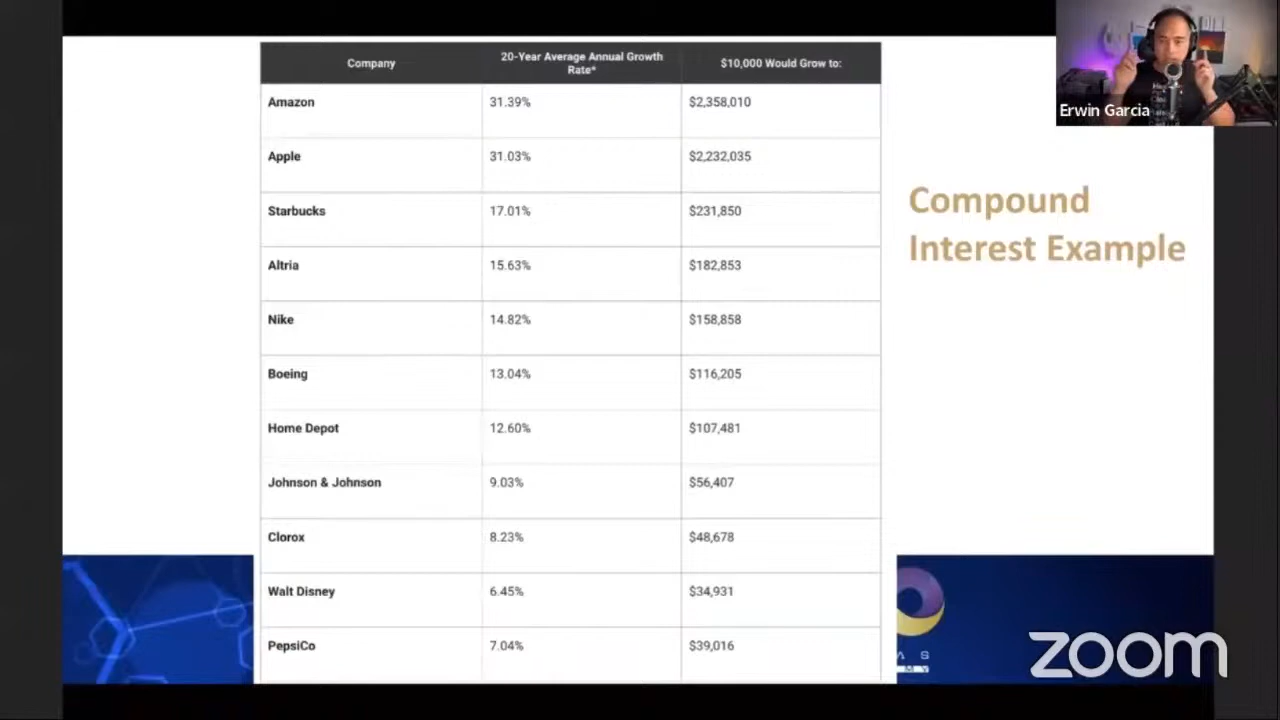 Company 20-Year Average Annual Growth
Rate* $10,000 Would Grow to:
Amazon 31.39% $2,358,010
Apple 31.03% $2,232,035
Starbucks 17.01% $231,850
Altria 15.63% $182,853
Nike 14.82% $158,858
Boeing 13.04% $116,205
Home Depot 12.60% $107,481
Johnson & Johnson 9.03% $56,407
Clorox 8.23% $48,678
Walt Disney 6.45% $34,931
PepsiCo 7.04% $39,016
Erwin Garcia
Compound
Interest Example
A S
zoom